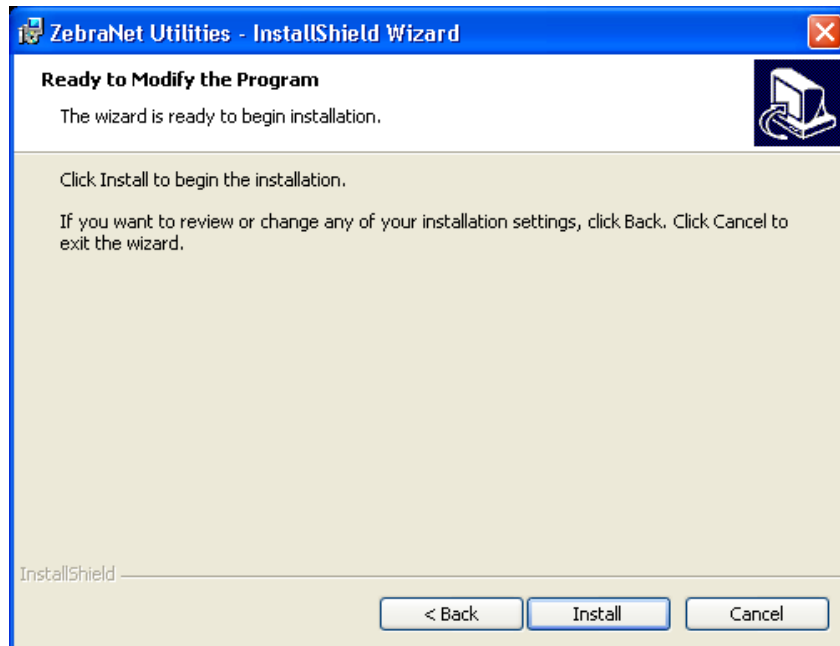 ZebraNet Utilities - InstallShield Wizard
Ready to Modify the Program
The wizard is ready to begin installation.
Click Install to begin the installation.
If you want to review or change any of your installation settings, click Back. Click Cancel to
exit the wizard.
InstallShield
< Back
Install
Cancel